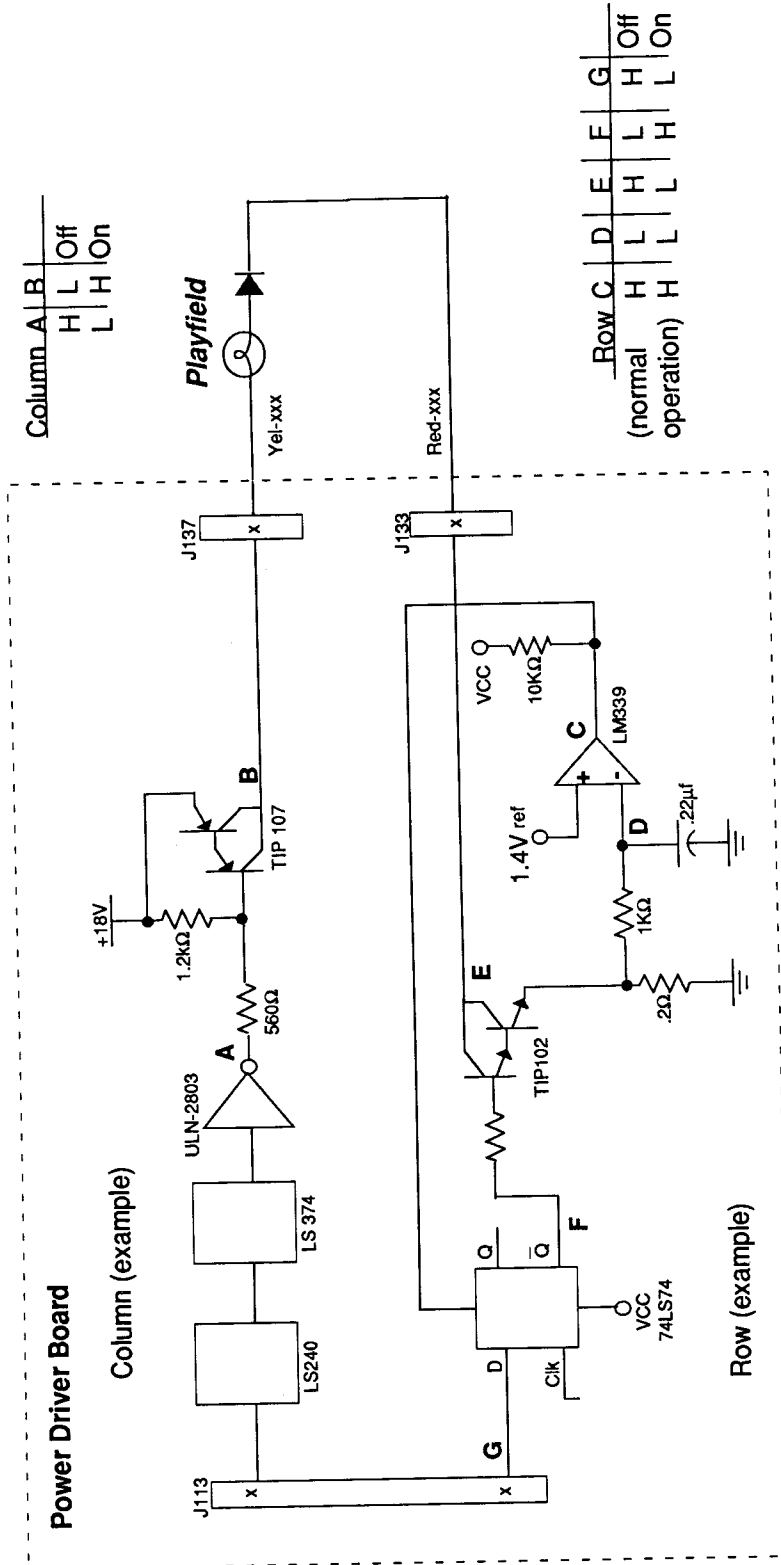 Power Driver Board
Column (example)
J113
x
x
LS240
LS 374
ULN-2803
A
560Ω
1.2kΩ
+18V
TIP 107
B
J137
x
Yel-xxx
Playfield
Column A B
H L Off
L H On
G
D
Clk
Q
Q̅
VCC
74LS74
F
TIP102
E
.2Ω
1KΩ
D
.22µf
1.4V ref
+
-
C
LM339
10KΩ
VCC
J133
x
Red-xxx
Row (example)
Row C D E F G
(normal H L H L H Off
operation) H L L H L On